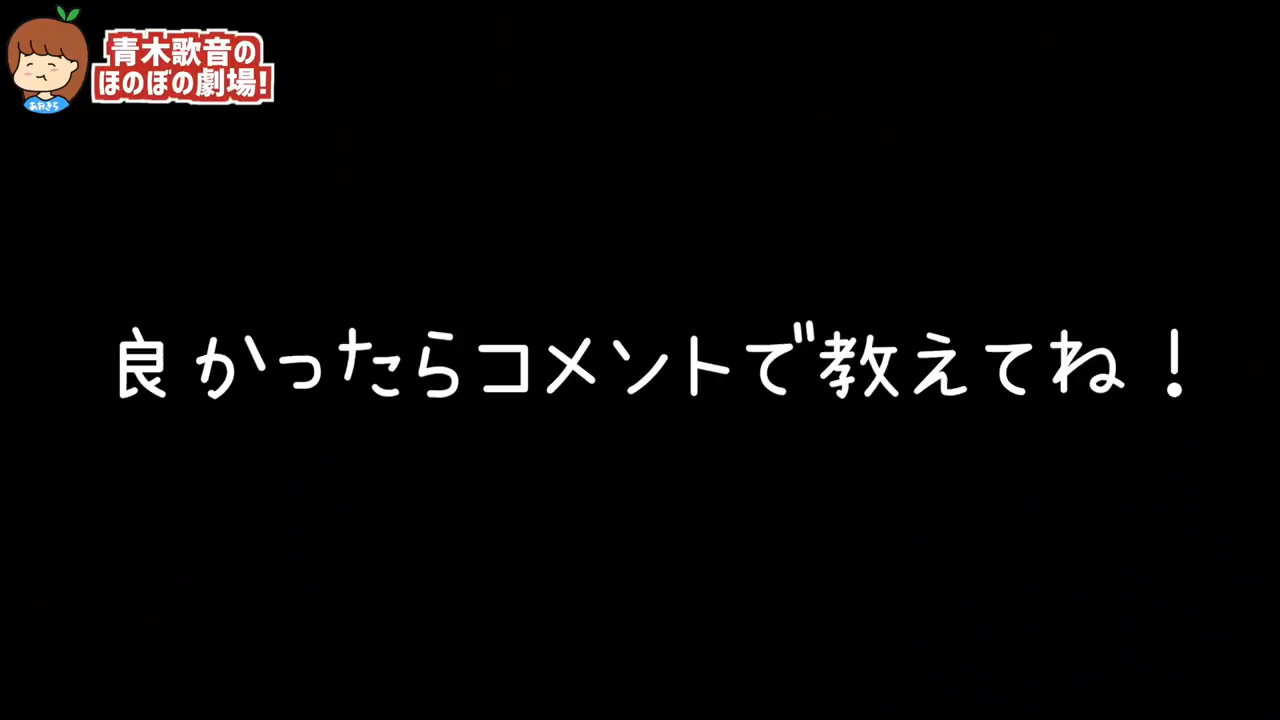 青木歌音の
ほのぼの劇場!
あおきら
良かったらコメントで教えてね！